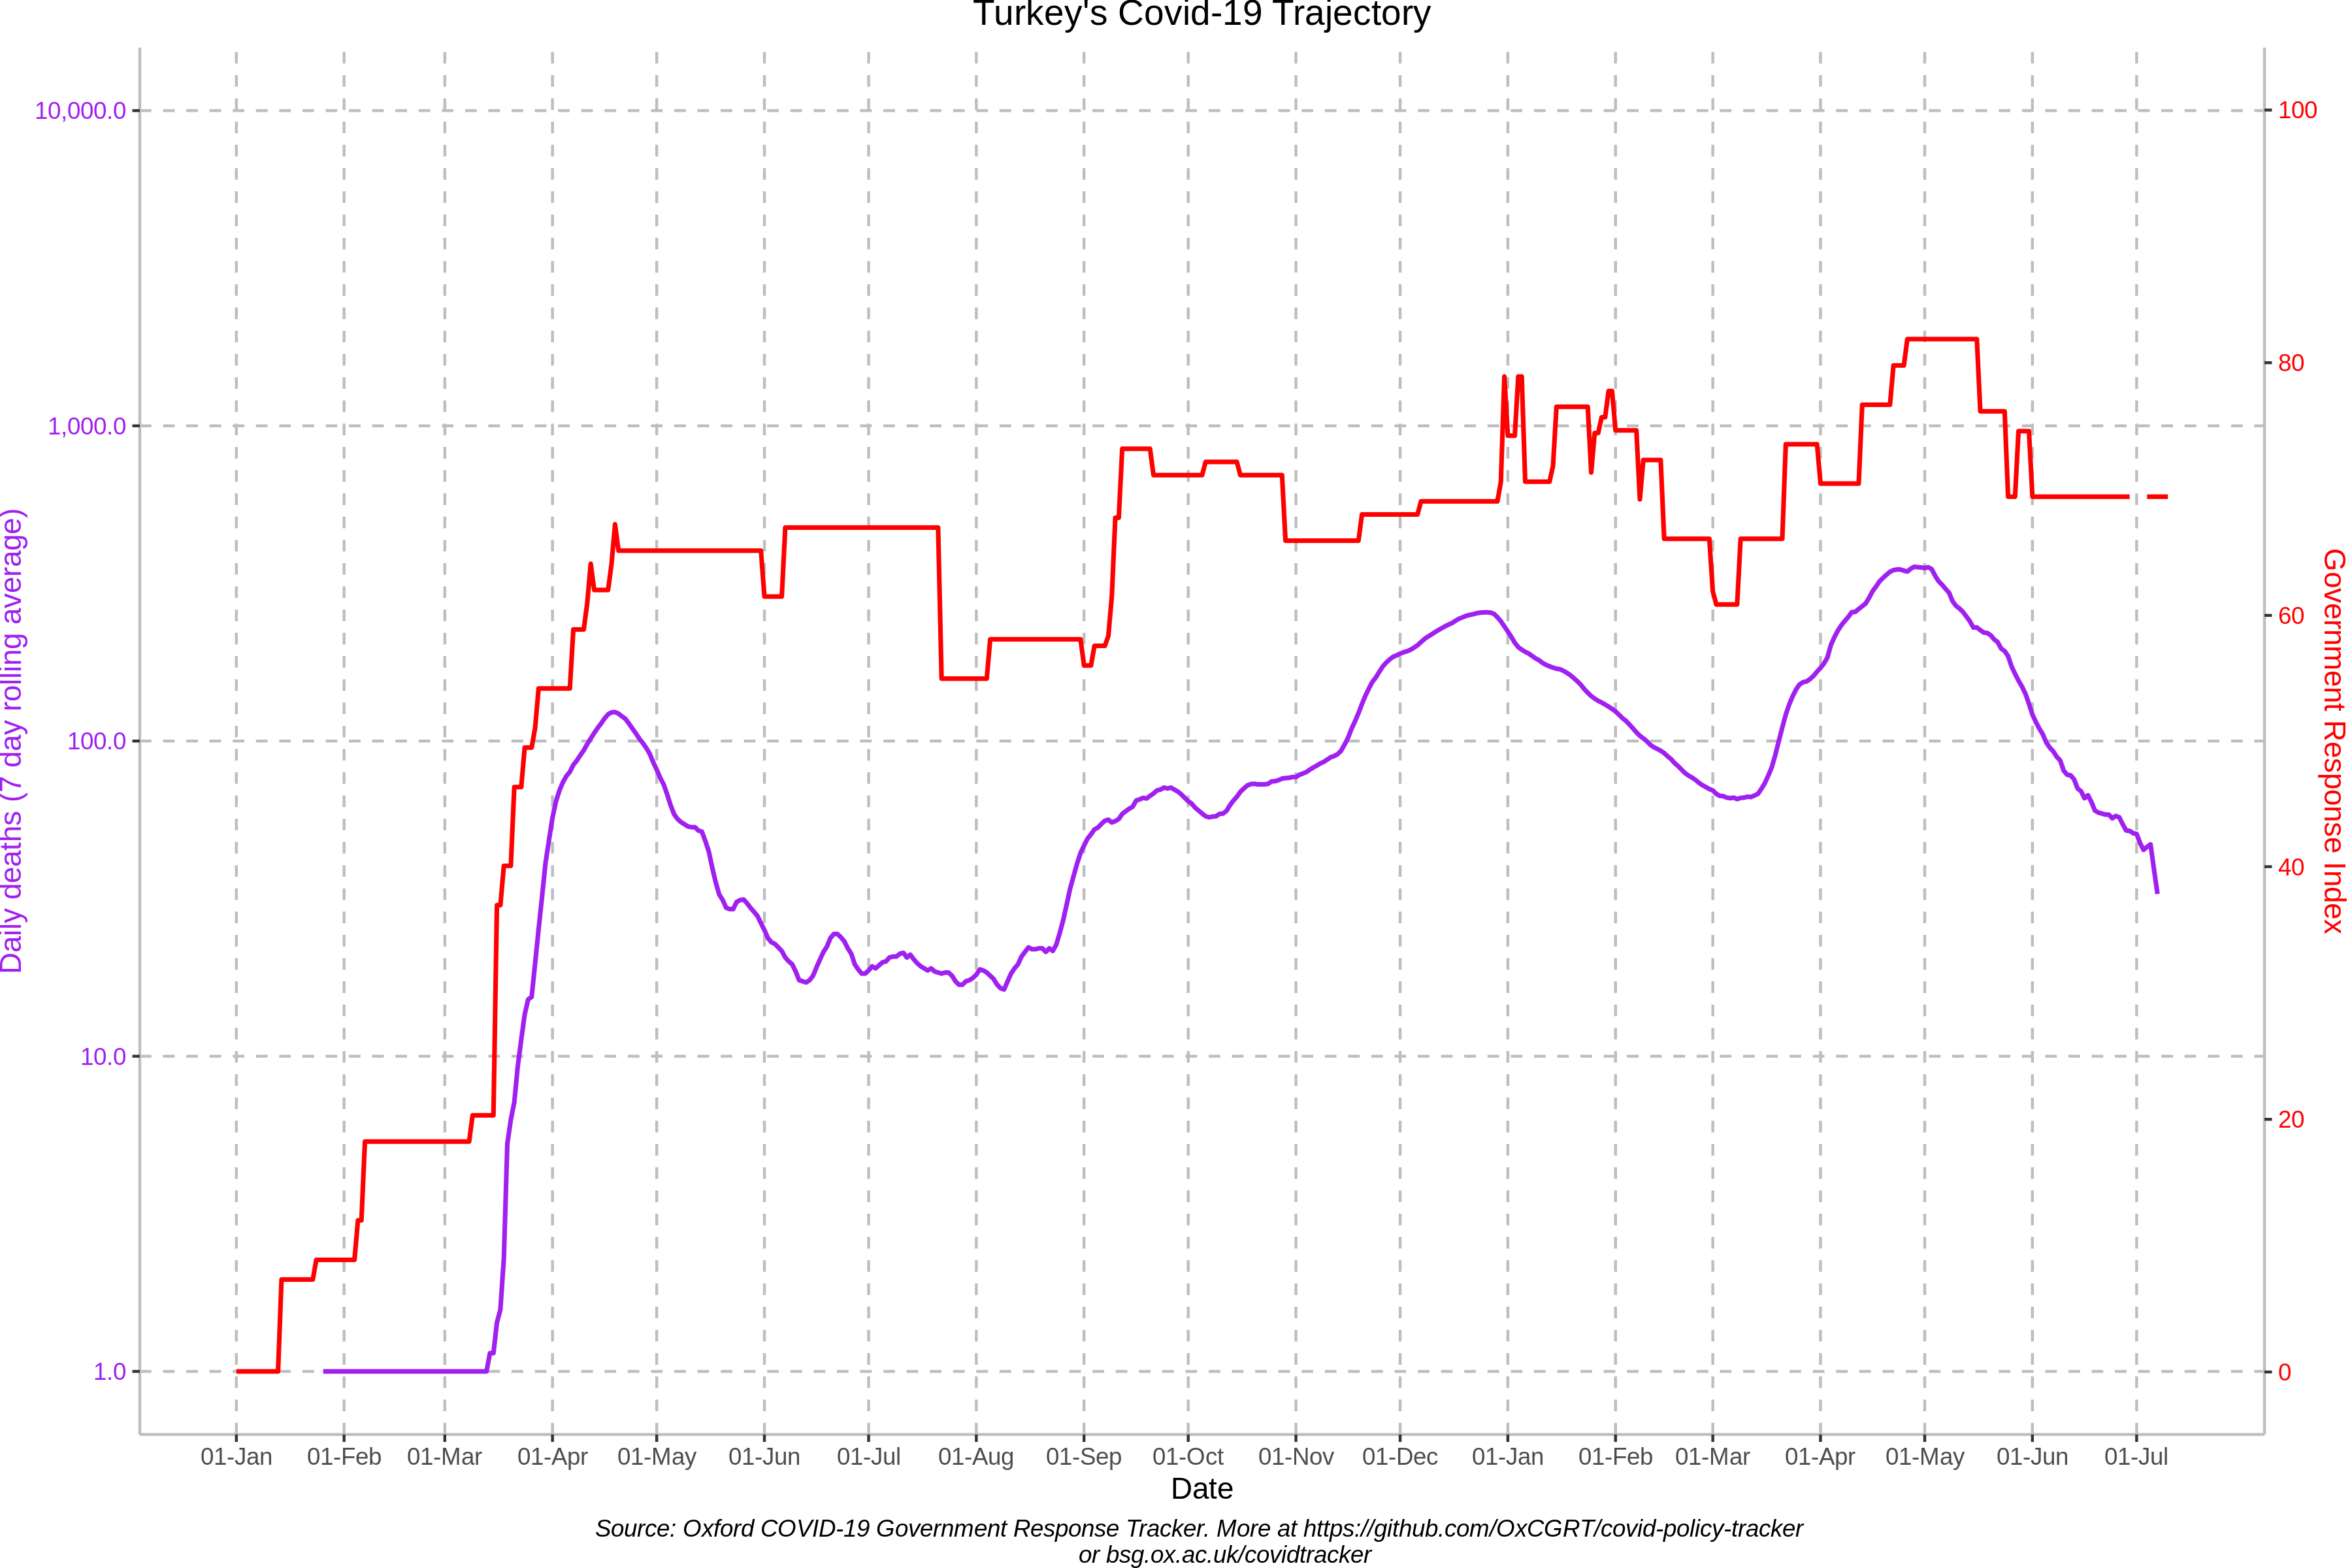 Turkey's Covid-19 Trajectory
10,000.0
1,000.0
100.0
10.0
1.0
Daily deaths (7 day rolling average)
100
80
60
40
20
0
Government Response Index
01-Jan 01-Feb 01-Mar 01-Apr 01-May 01-Jun 01-Jul 01-Aug 01-Sep 01-Oct 01-Nov 01-Dec 01-Jan 01-Feb 01-Mar 01-Apr 01-May 01-Jun 01-Jul
Date
Source: Oxford COVID-19 Government Response Tracker. More at https://github.com/OxCGRT/covid-policy-tracker
or bsg.ox.ac.uk/covidtracker